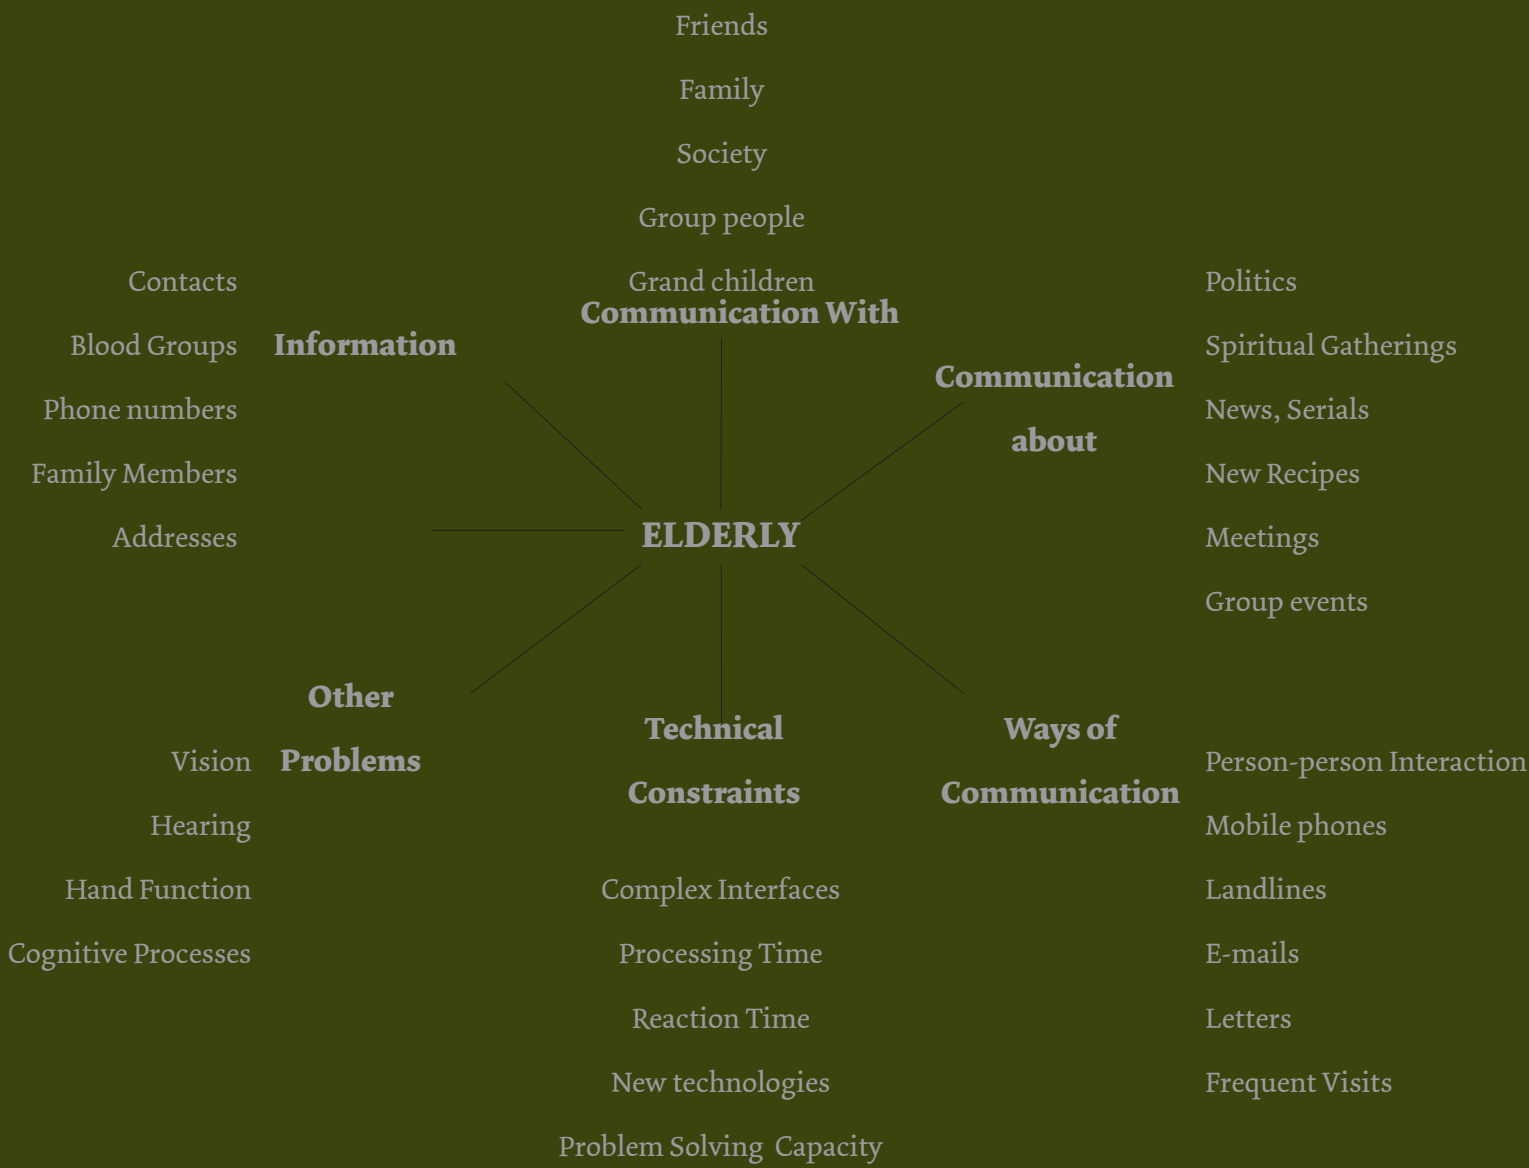 Friends
Family
Society
Group people
Grand children
Communication With
Contacts
Blood Groups
Phone numbers
Family Members
Addresses
Information
Communication
about
Politics
Spiritual Gatherings
News, Serials
New Recipes
Meetings
Group events
ELDERLY
Other
Problems
Vision
Hearing
Hand Function
Cognitive Processes
Technical
Constraints
Complex Interfaces
Processing Time
Reaction Time
New technologies
Problem Solving Capacity
Ways of
Communication
Person-person Interaction
Mobile phones
Landlines
E-mails
Letters
Frequent Visits